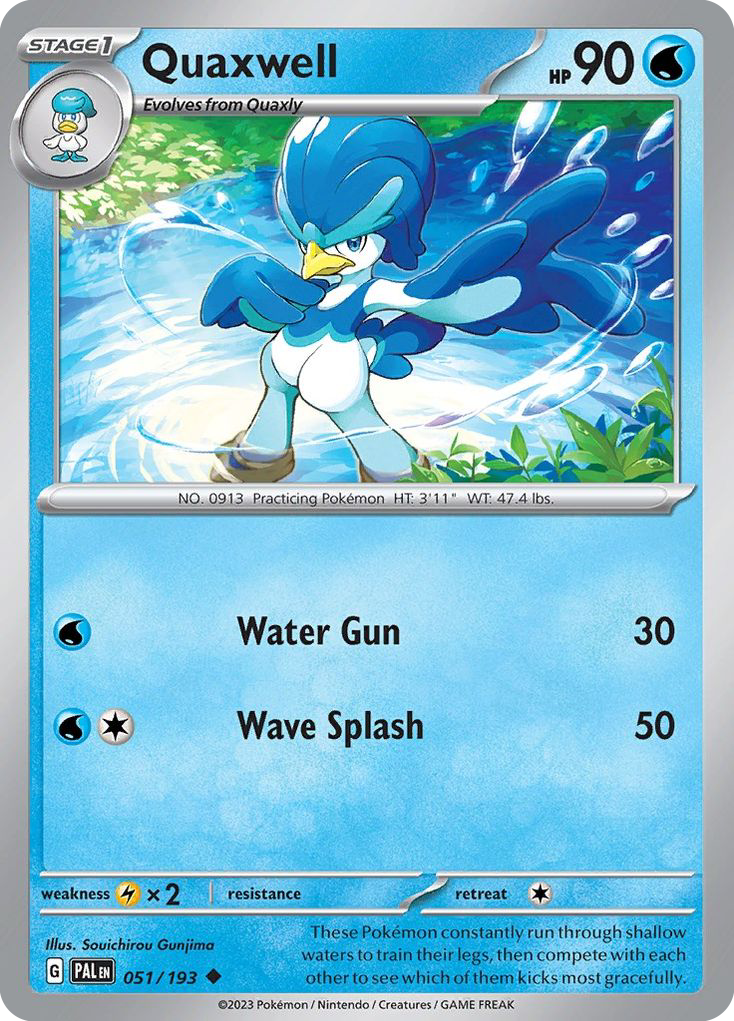 STAGE1
Quaxwell
HP 90
Evolves from Quaxly
NO. 0913 Practicing Pokémon HT: 3'11" WT: 47.4 lbs.
Water Gun 30
Wave Splash 50
weakness ×2 resistance retreat
Illus. Souichirou Gunjima
These Pokémon constantly run through shallow
waters to train their legs, then compete with each
other to see which of them kicks most gracefully.
G PAL EN 051/193
©2023 Pokémon / Nintendo / Creatures / GAME FREAK